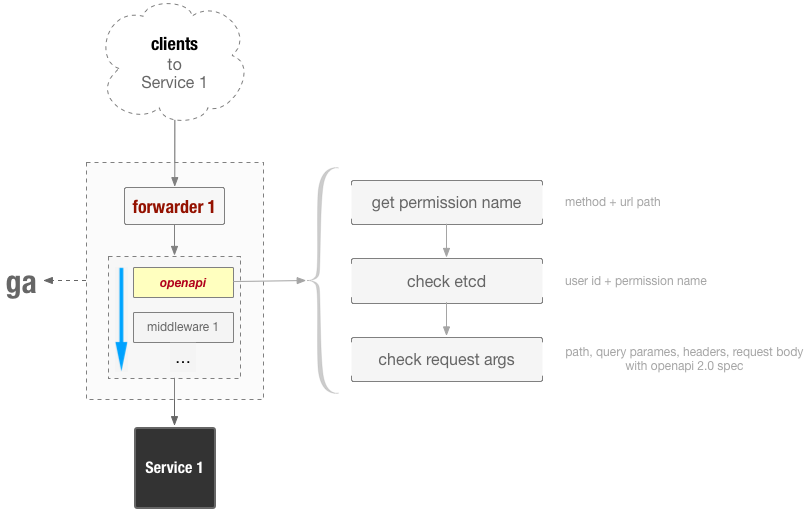 clients
to
Service 1
forwarder 1
ga
openapi
middleware 1
...
Service 1
get permission name
method + url path
check etcd
user id + permission name
check request args
path, query parames, headers, request body
with openapi 2.0 spec